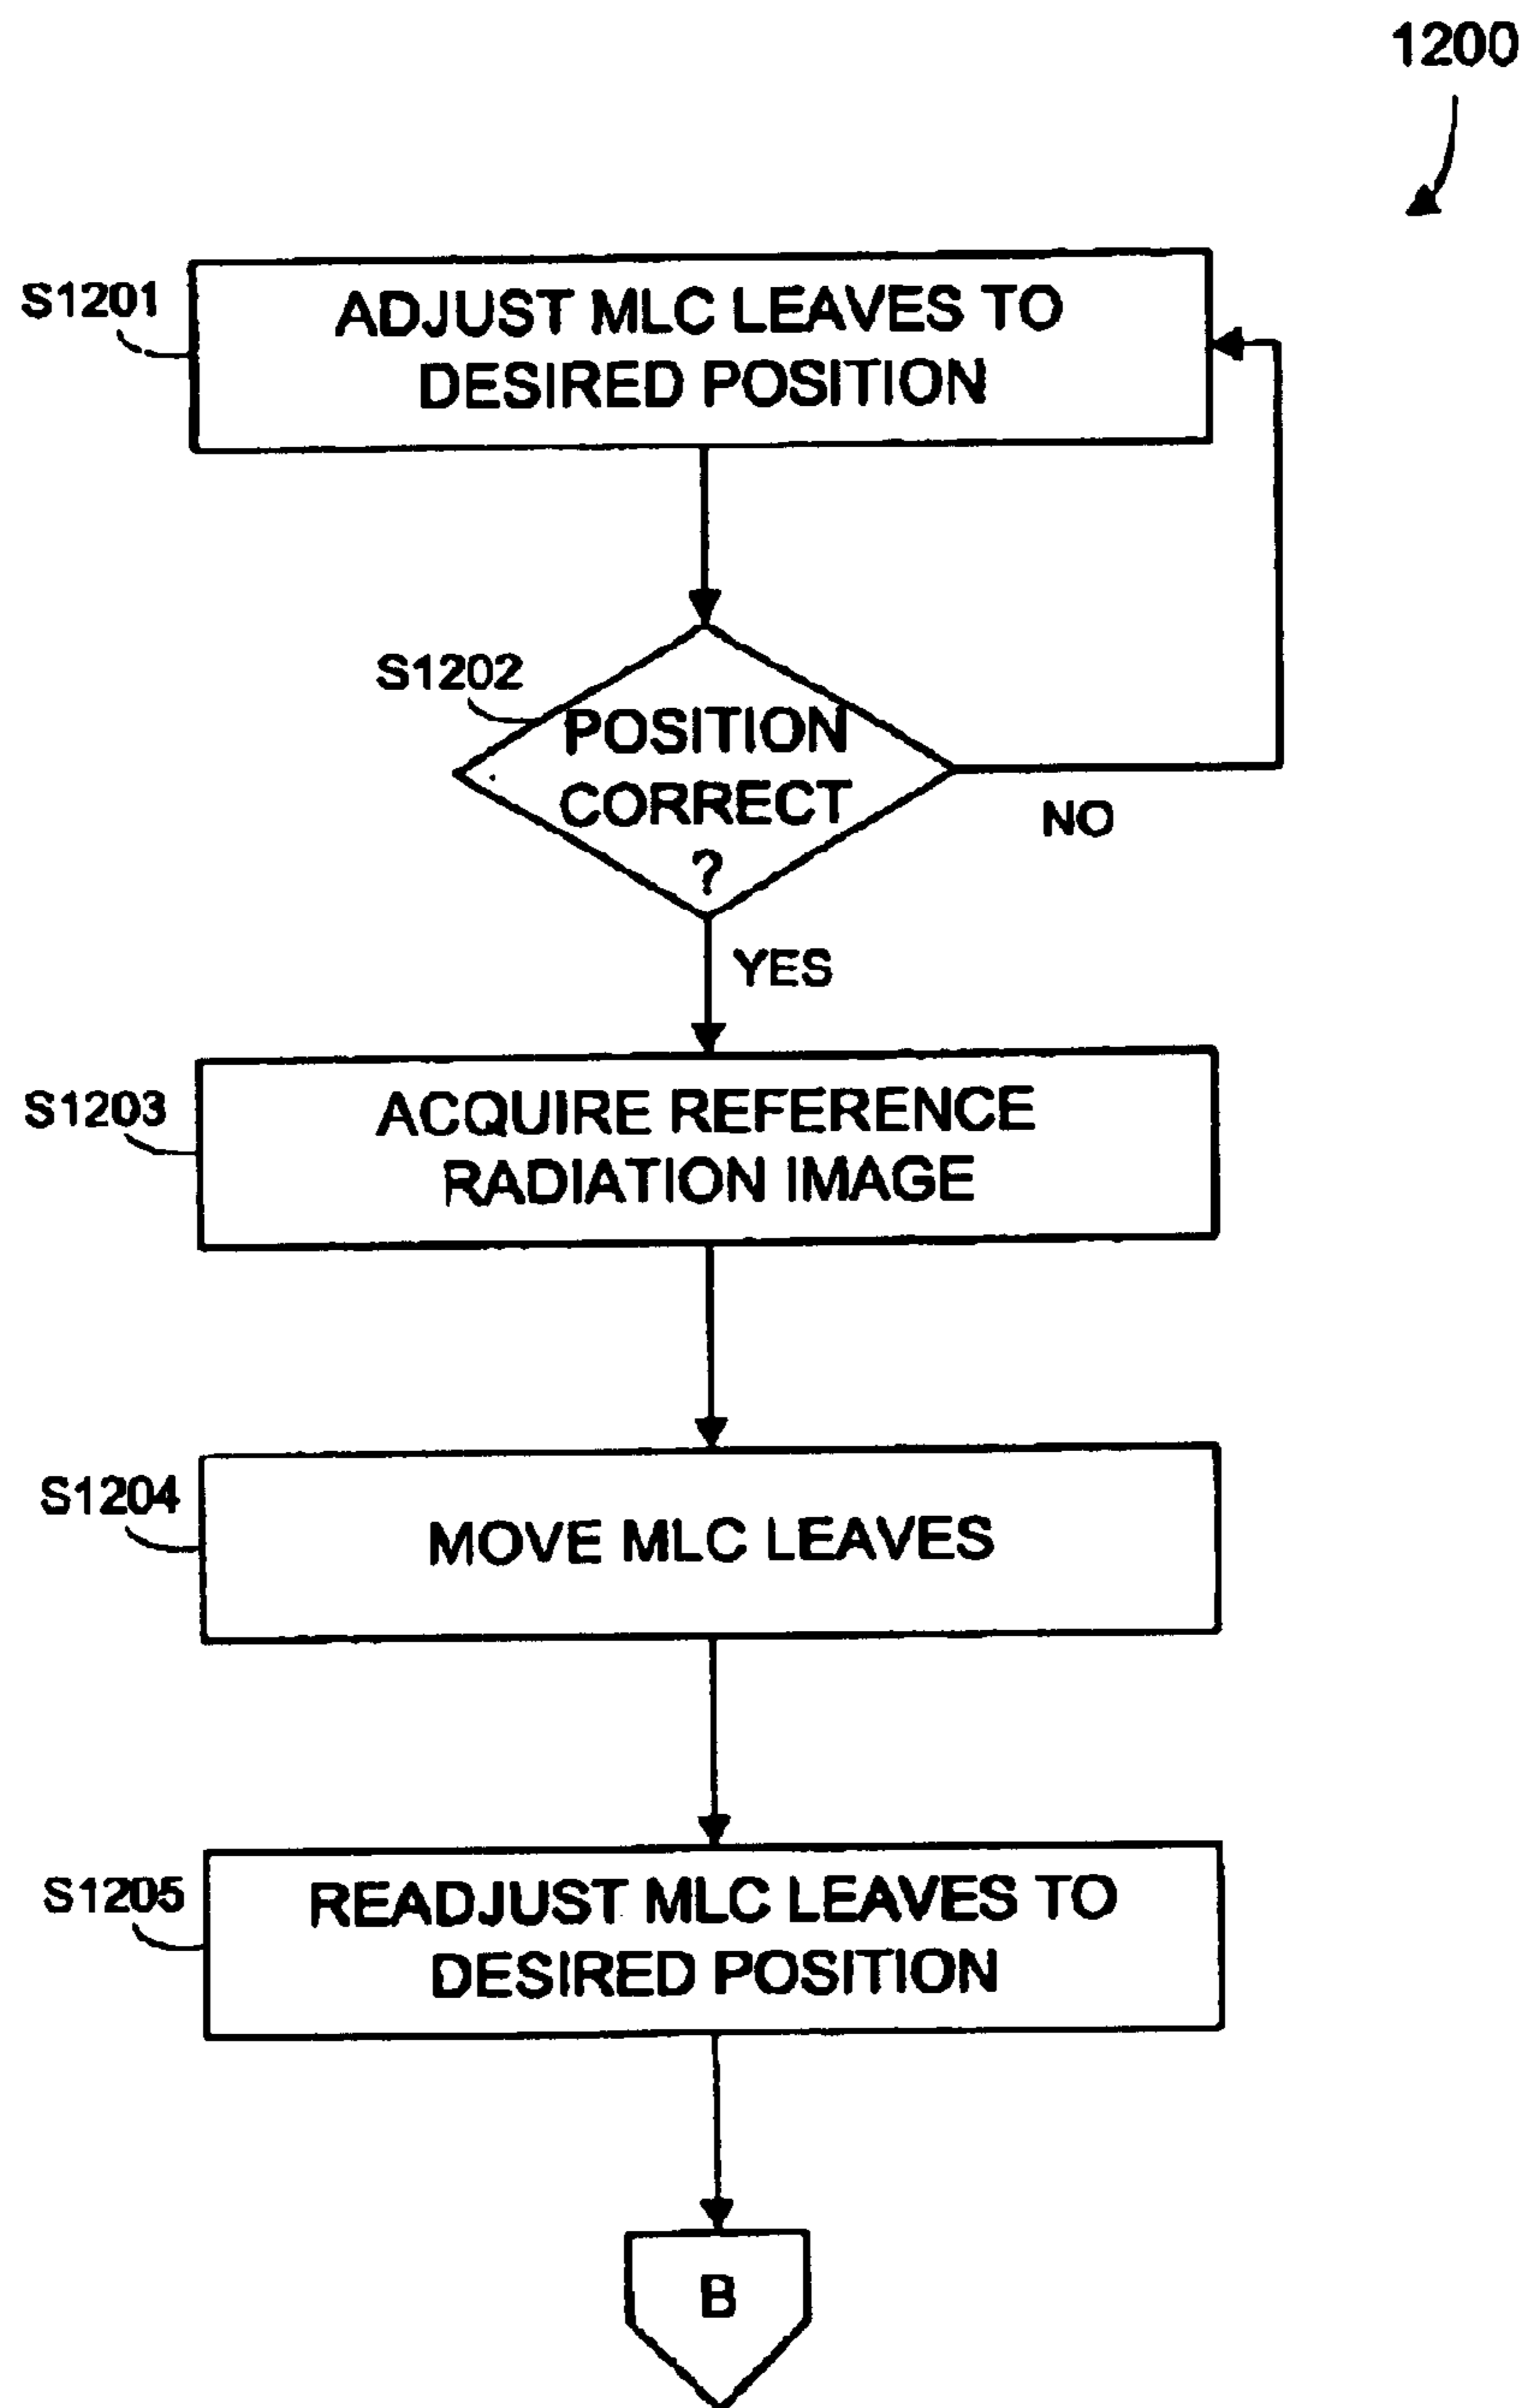 1200
S1201
ADJUST MLC LEAVES TO
DESIRED POSITION
S1202
POSITION
CORRECT
?
NO
YES
S1203
ACQUIRE REFERENCE
RADIATION IMAGE
S1204
MOVE MLC LEAVES
S1205
READJUST MLC LEAVES TO
DESIRED POSITION
B